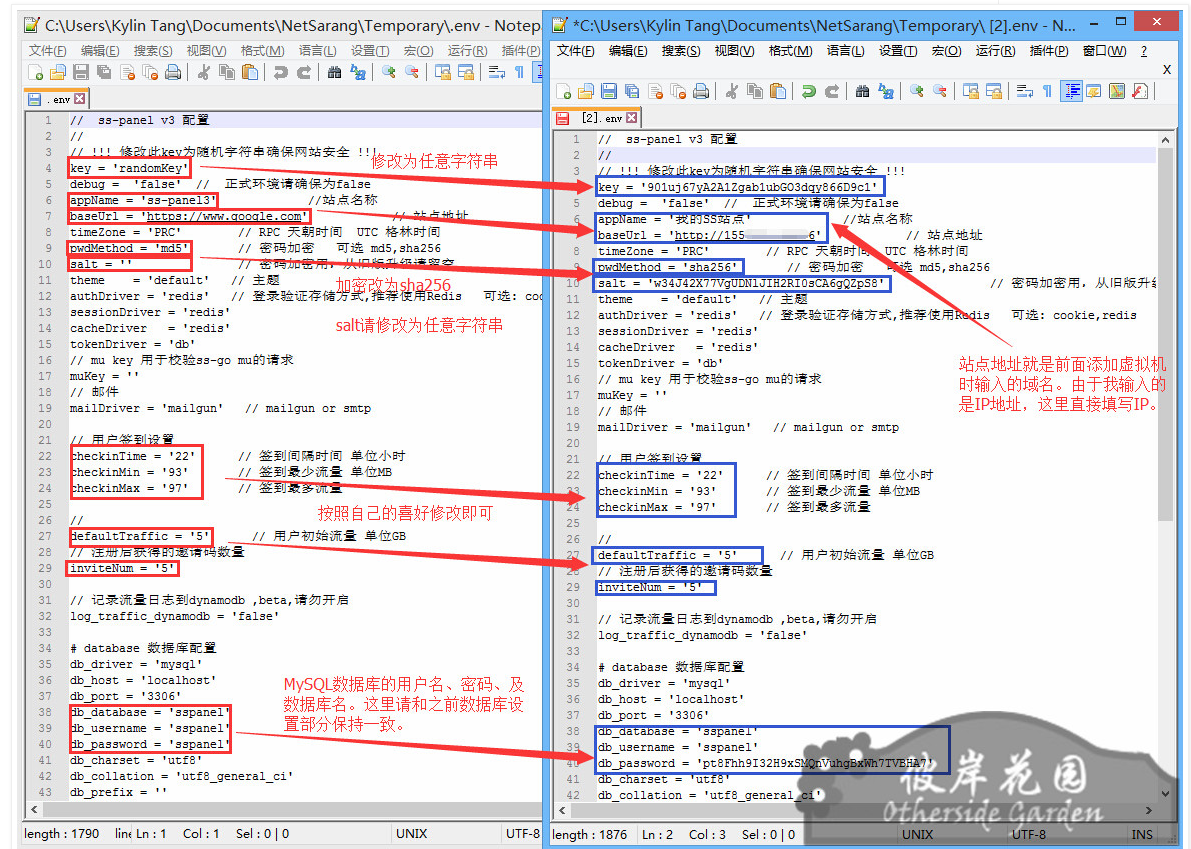 C:\Users\Kylin Tang\Documents\NetSarang\Temporary\.env - Notep
文件(F) 编辑(E) 搜索(S) 视图(V) 格式(M) 语言(L) 设置(T) 宏(O) 运行(R) 插件(P)
.env
1 // ss-panel v3 配置
2 //
3 // !!! 修改此key为随机字符串确保网站安全 !!!
4 key = 'randomKey'
5 debug = 'false' // 正式环境请确保为false
6 appName = 'ss-panel3' //站点名称
7 baseUrl = 'https://www.google.com' // 站点地址
8 timeZone = 'PRC' // RPC 天朝时间 UTC 格林时间
9 pwdMethod = 'md5' // 密码加密 可选 md5,sha256
10 salt = '' // 密码加密用，从旧版升级请留空
11 theme = 'default' // 主题
12 authDriver = 'redis' // 登录验证存储方式,推荐使用Redis 可选: coo
13 sessionDriver = 'redis'
14 cacheDriver = 'redis'
15 tokenDriver = 'db'
16 // mu key 用于校验ss-go mu的请求
17 muKey = ''
18 // 邮件
19 mailDriver = 'mailgun' // mailgun or smtp
20
21 // 用户签到设置
22 checkinTime = '22' // 签到间隔时间 单位小时
23 checkinMin = '93' // 签到最少流量 单位MB
24 checkinMax = '97' // 签到最多流量
25
26 //
27 defaultTraffic = '5' // 用户初始流量 单位GB
28 // 注册后获得的邀请码数量
29 inviteNum = '5'
30
31 // 记录流量日志到dynamodb ,beta,请勿开启
32 log_traffic_dynamodb = 'false'
33
34 # database 数据库配置
35 db_driver = 'mysql'
36 db_host = 'localhost'
37 db_port = '3306'
38 db_database = 'sspanel'
39 db_username = 'sspanel'
40 db_password = 'sspanel'
41 db_charset = 'utf8'
42 db_collation = 'utf8_general_ci'
43 db_prefix = ''
length : 1790 line Ln : 1 Col : 1 Sel : 0 | 0 UNIX UTF-8
修改为任意字符串
加密改为sha256
salt请修改为任意字符串
按照自己的喜好修改即可
MySQL数据库的用户名、密码、及
数据库名。这里请和之前数据库设
置部分保持一致。
*C:\Users\Kylin Tang\Documents\NetSarang\Temporary\ [2].env - N...
文件(F) 编辑(E) 搜索(S) 视图(V) 格式(M) 语言(L) 设置(T) 宏(O) 运行(R) 插件(P) 窗口(W) ?
X
[2].env
1 // ss-panel v3 配置
2 //
3 // !!! 修改此key为随机字符串确保网站安全 !!!
4 key = '901uj67yA2A1Zgab1ubGO3dqy866D9c1'
5 debug = 'false' // 正式环境请确保为false
6 appName = '我的SS站点' //站点名称
7 baseUrl = 'http://155 6' // 站点地址
8 timeZone = 'PRC' // RPC 天朝时间 UTC 格林时间
9 pwdMethod = 'sha256' // 密码加密 可选 md5,sha256
10 salt = 'w34J42X77VgUDN1JIH2RI0sCA6gQZpS8' // 密码加密用，从旧版升级
11 theme = 'default' // 主题
12 authDriver = 'redis' // 登录验证存储方式,推荐使用Redis 可选: cookie,redis
13 sessionDriver = 'redis'
14 cacheDriver = 'redis'
15 tokenDriver = 'db'
16 // mu key 用于校验ss-go mu的请求
17 muKey = ''
18 // 邮件
19 mailDriver = 'mailgun' // mailgun or smtp
20
21 // 用户签到设置
22 checkinTime = '22' // 签到间隔时间 单位小时
23 checkinMin = '93' // 签到最少流量 单位MB
24 checkinMax = '97' // 签到最多流量
25
26 //
27 defaultTraffic = '5' // 用户初始流量 单位GB
28 // 注册后获得的邀请码数量
29 inviteNum = '5'
30
31 // 记录流量日志到dynamodb ,beta,请勿开启
32 log_traffic_dynamodb = 'false'
33
34 # database 数据库配置
35 db_driver = 'mysql'
36 db_host = 'localhost'
37 db_port = '3306'
38 db_database = 'sspanel'
39 db_username = 'sspanel'
40 db_password = 'pt8Fhh9I32H9xSMQnVuhgBxWh7TVBHA7'
41 db_charset = 'utf8'
42 db_collation = 'utf8_general_ci'
length : 1876 Ln : 2 Col : 3 Sel : 0 | 0 UNIX UTF-8 INS
站点地址就是前面添加虚拟机
时输入的域名。由于我输入的
是IP地址，这里直接填写IP。
彼岸花园
Otherside Garden